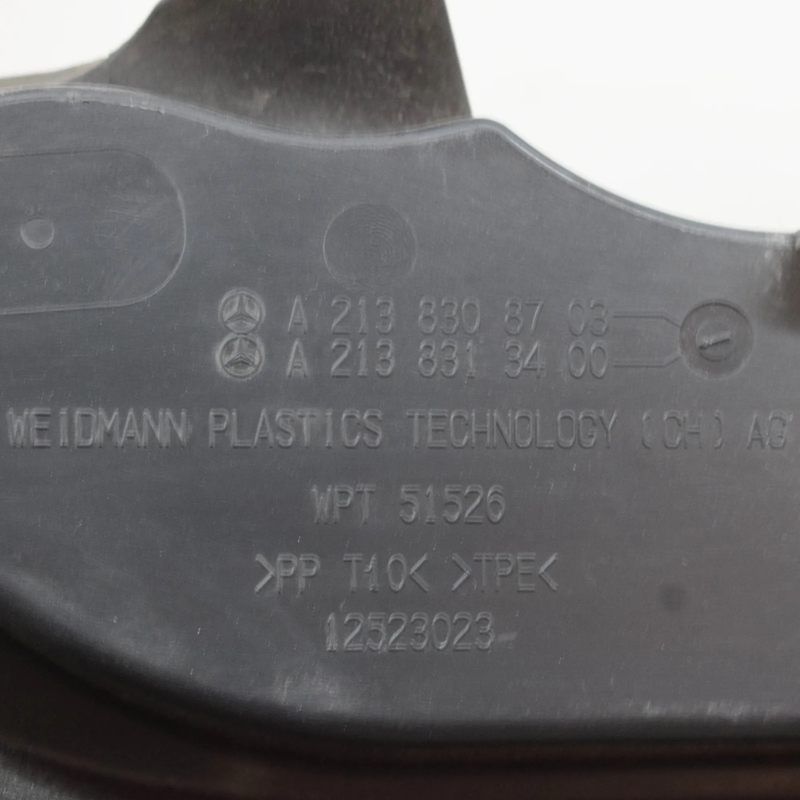 A 213 830 87 03
A 213 831 34 00
WEIDMANN PLASTICS TECHNOLOGY (CH) AG
WPT 51526
>PP T10< >TPE<
12523023